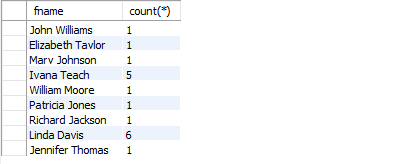 fname count(*)
John Williams 1
Elizabeth Taylor 1
Mary Johnson 1
Ivana Teach 5
William Moore 1
Patricia Jones 1
Richard Jackson 1
Linda Davis 6
Jennifer Thomas 1